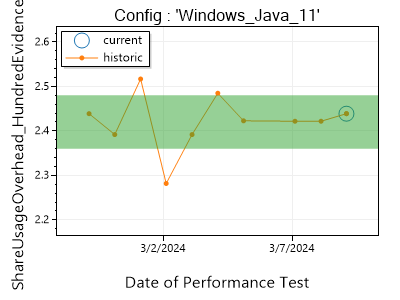 Config : 'Windows_Java_11'
current
historic
ShareUsageOverhead_HundredEvidence
2.6
2.5
2.4
2.3
2.2
3/2/2024
3/7/2024
Date of Performance Test